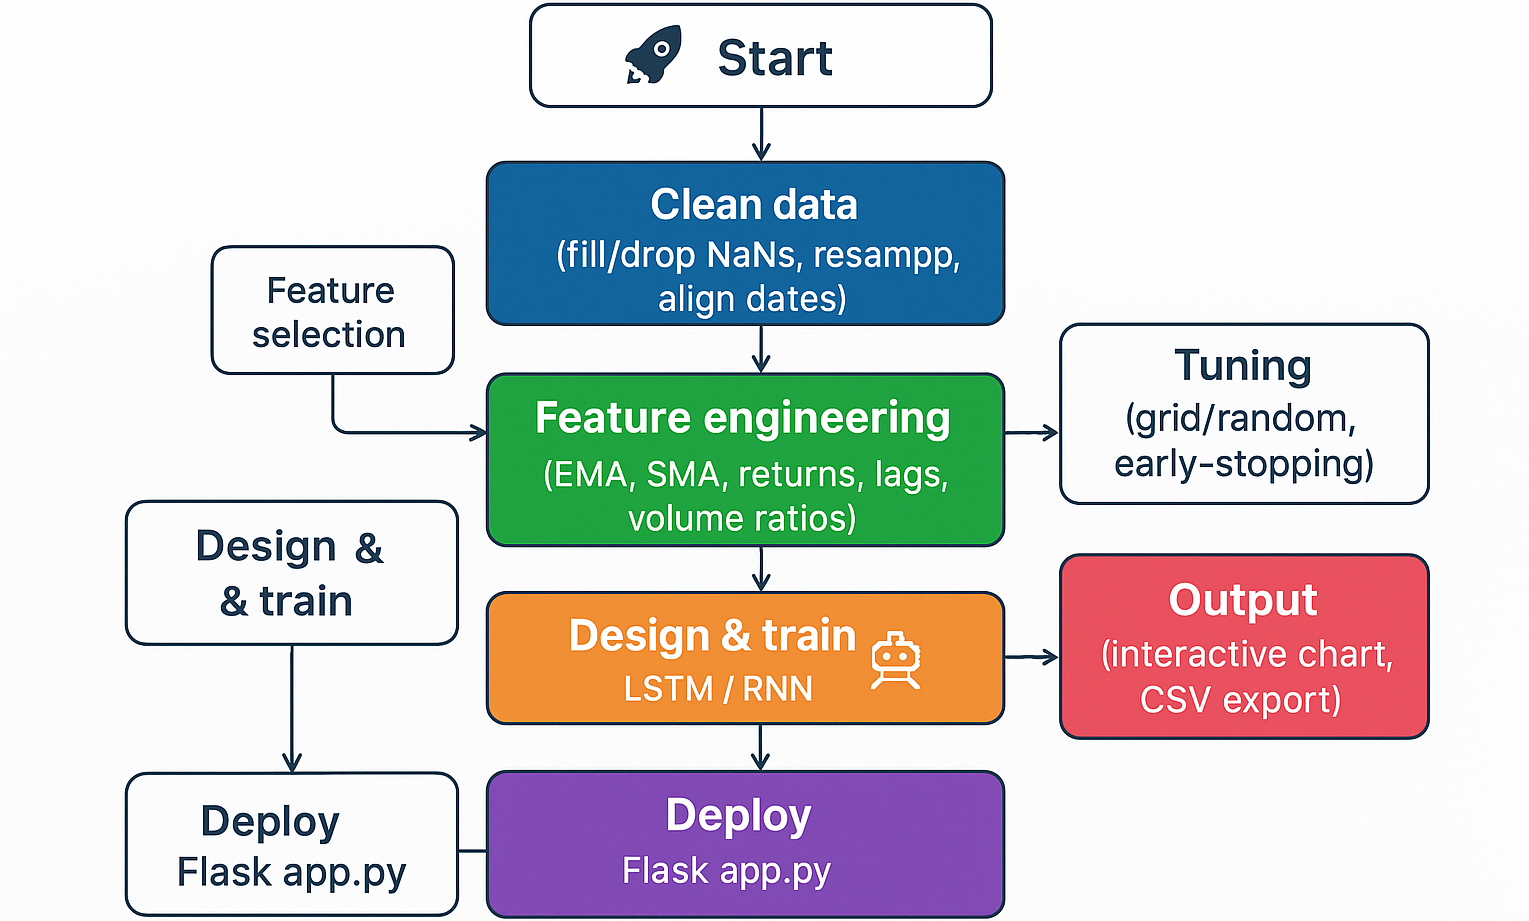 Start
Clean data
(fill/drop NaNs, resampp,
align dates)
Feature
selection
Feature engineering
(EMA, SMA, returns, lags,
volume ratios)
Tuning
(grid/random,
early-stopping)
Design &
& train
Design & train
LSTM / RNN
Output
(interactive chart,
CSV export)
Deploy
Flask app.py
Deploy
Flask app.py